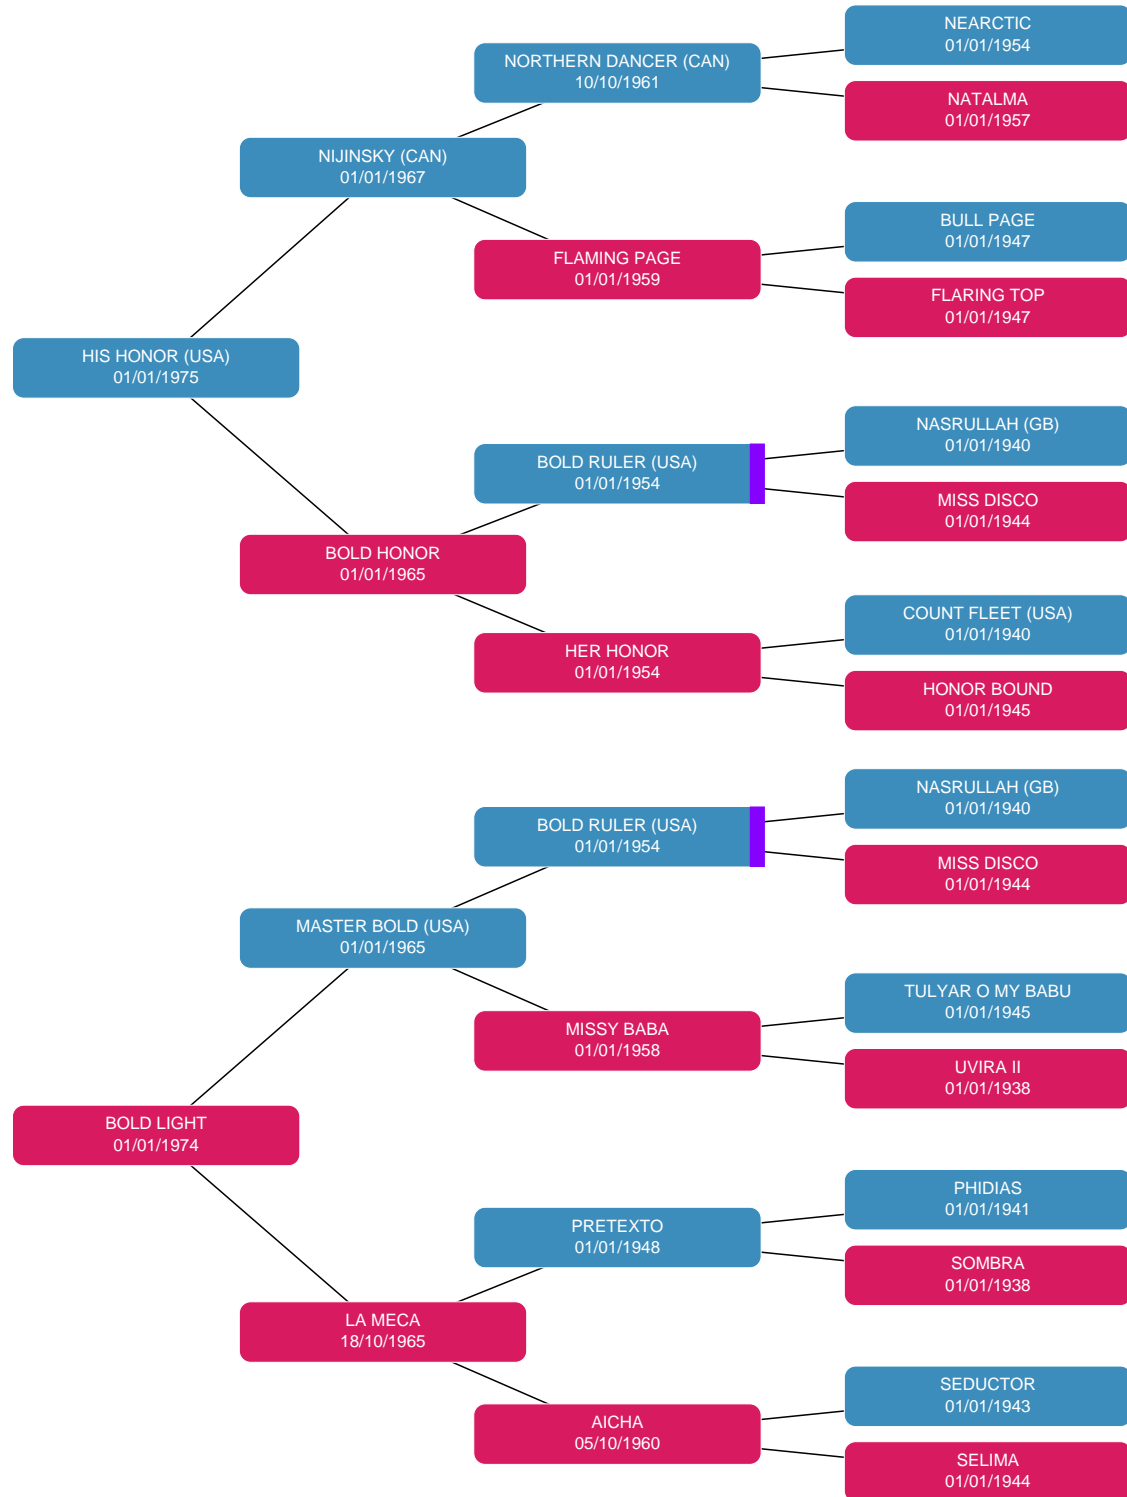 NEARCTIC
01/01/1954
NORTHERN DANCER (CAN)
10/10/1961
NATALMA
01/01/1957
NIJINSKY (CAN)
01/01/1967
BULL PAGE
01/01/1947
FLAMING PAGE
01/01/1959
FLARING TOP
01/01/1947
HIS HONOR (USA)
01/01/1975
NASRULLAH (GB)
01/01/1940
BOLD RULER (USA)
01/01/1954
MISS DISCO
01/01/1944
BOLD HONOR
01/01/1965
COUNT FLEET (USA)
01/01/1940
HER HONOR
01/01/1954
HONOR BOUND
01/01/1945
NASRULLAH (GB)
01/01/1940
BOLD RULER (USA)
01/01/1954
MISS DISCO
01/01/1944
MASTER BOLD (USA)
01/01/1965
TULYAR O MY BABU
01/01/1945
MISSY BABA
01/01/1958
UVIRA II
01/01/1938
BOLD LIGHT
01/01/1974
PHIDIAS
01/01/1941
PRETEXTO
01/01/1948
SOMBRA
01/01/1938
LA MECA
18/10/1965
SEDUCTOR
01/01/1943
AICHA
05/10/1960
SELIMA
01/01/1944